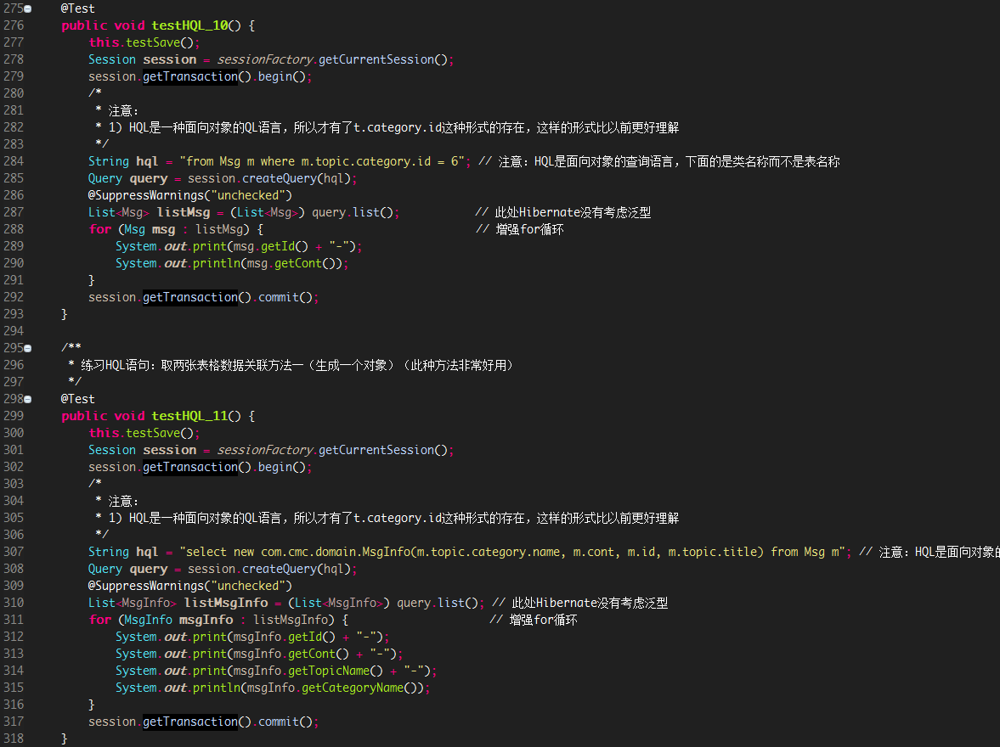 275 @Test
276 public void testHQL_10() {
277 this.testSave();
278 Session session = sessionFactory.getCurrentSession();
279 session.getTransaction().begin();
280 /*
281 * 注意：
282 * 1) HQL是一种面向对象的QL语言，所以才有了t.category.id这种形式的存在，这样的形式比以前更好理解
283 */
284 String hql = "from Msg m where m.topic.category.id = 6"; // 注意：HQL是面向对象的查询语言，下面的是类名称而不是表名称
285 Query query = session.createQuery(hql);
286 @SuppressWarnings("unchecked")
287 List<Msg> listMsg = (List<Msg>) query.list(); // 此处Hibernate没有考虑泛型
288 for (Msg msg : listMsg) { // 增强for循环
289 System.out.print(msg.getId() + "-");
290 System.out.println(msg.getCont());
291 }
292 session.getTransaction().commit();
293 }
294
295 /**
296 * 练习HQL语句：取两张表格数据关联方法一（生成一个对象）（此种方法非常好用）
297 */
298 @Test
299 public void testHQL_11() {
300 this.testSave();
301 Session session = sessionFactory.getCurrentSession();
302 session.getTransaction().begin();
303 /*
304 * 注意：
305 * 1) HQL是一种面向对象的QL语言，所以才有了t.category.id这种形式的存在，这样的形式比以前更好理解
306 */
307 String hql = "select new com.cmc.domain.MsgInfo(m.topic.category.name, m.cont, m.id, m.topic.title) from Msg m"; // 注意：HQL是面向对象的
308 Query query = session.createQuery(hql);
309 @SuppressWarnings("unchecked")
310 List<MsgInfo> listMsgInfo = (List<MsgInfo>) query.list(); // 此处Hibernate没有考虑泛型
311 for (MsgInfo msgInfo : listMsgInfo) { // 增强for循环
312 System.out.print(msgInfo.getId() + "-");
313 System.out.print(msgInfo.getCont() + "-");
314 System.out.print(msgInfo.getTopicName() + "-");
315 System.out.println(msgInfo.getCategoryName());
316 }
317 session.getTransaction().commit();
318 }